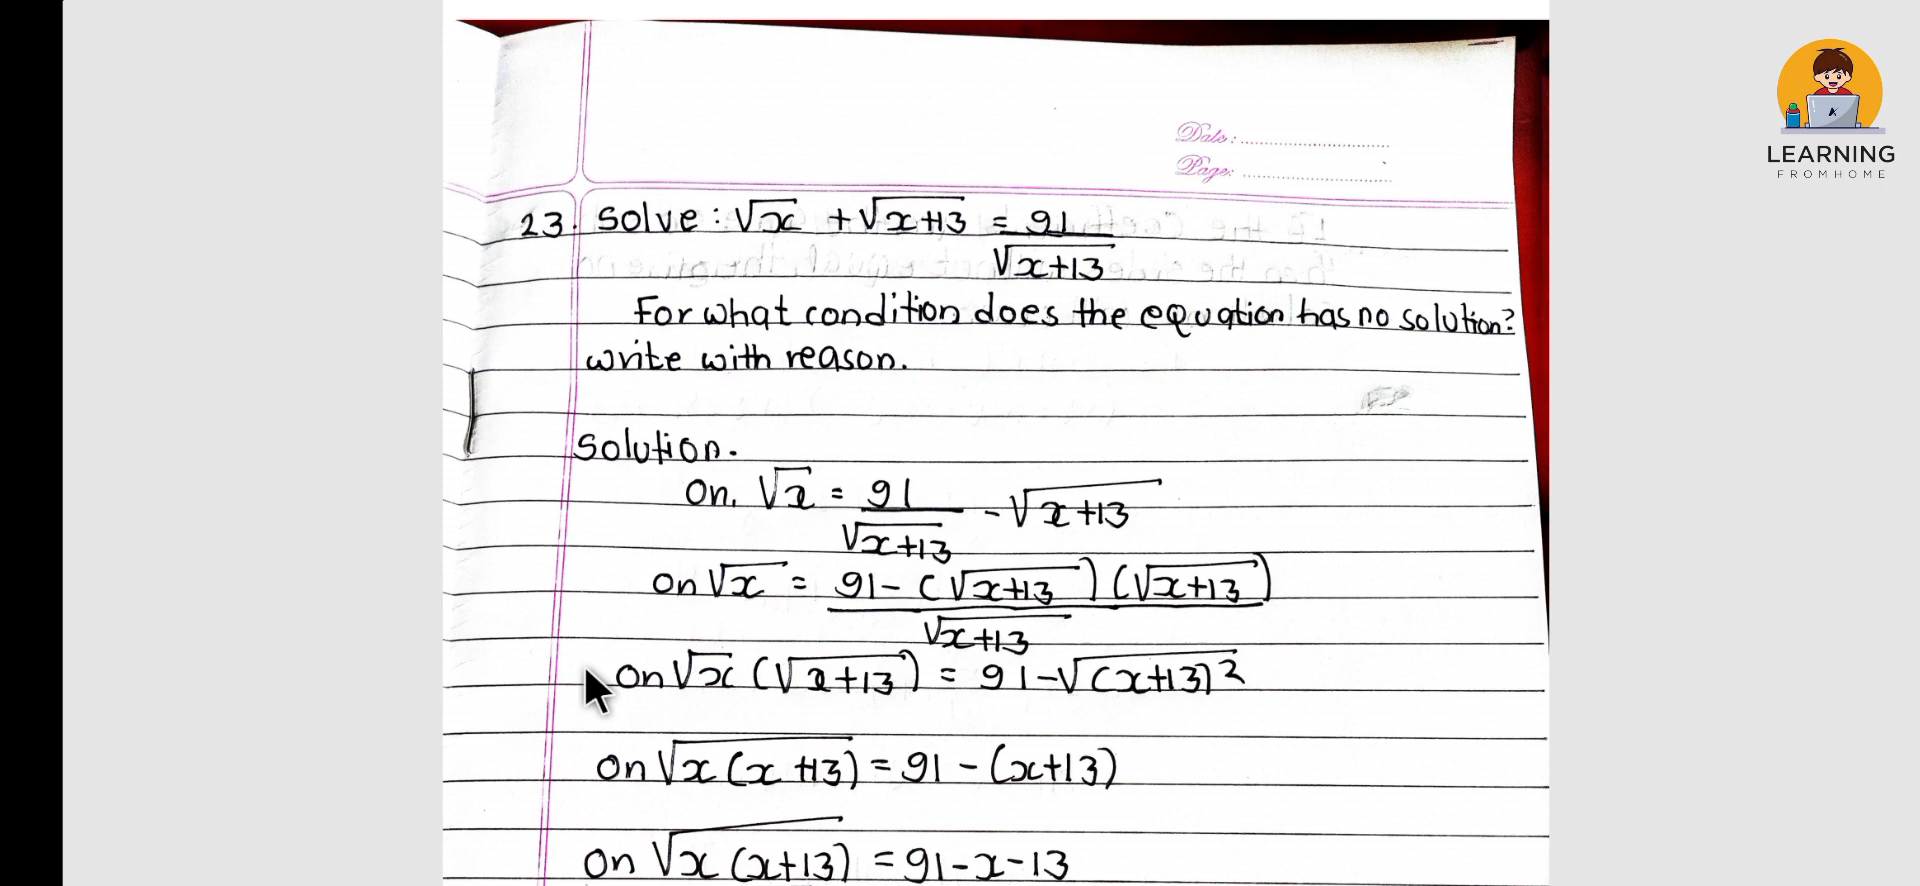 Date:
Page:
23. Solve : √x + √x+13 = 91
√x+13
For what condition does the equation has no solution?
write with reason.
Solution.
On, √x = 91 - √x+13
√x+13
On √x = 91 - (√x+13) (√x+13)
√x+13
On √x (√x+13) = 91 - √(x+13)2
On √x(x+13) = 91 - (x+13)
On √x(x+13) = 91 - x - 13
K
LEARNING
FROMHOME